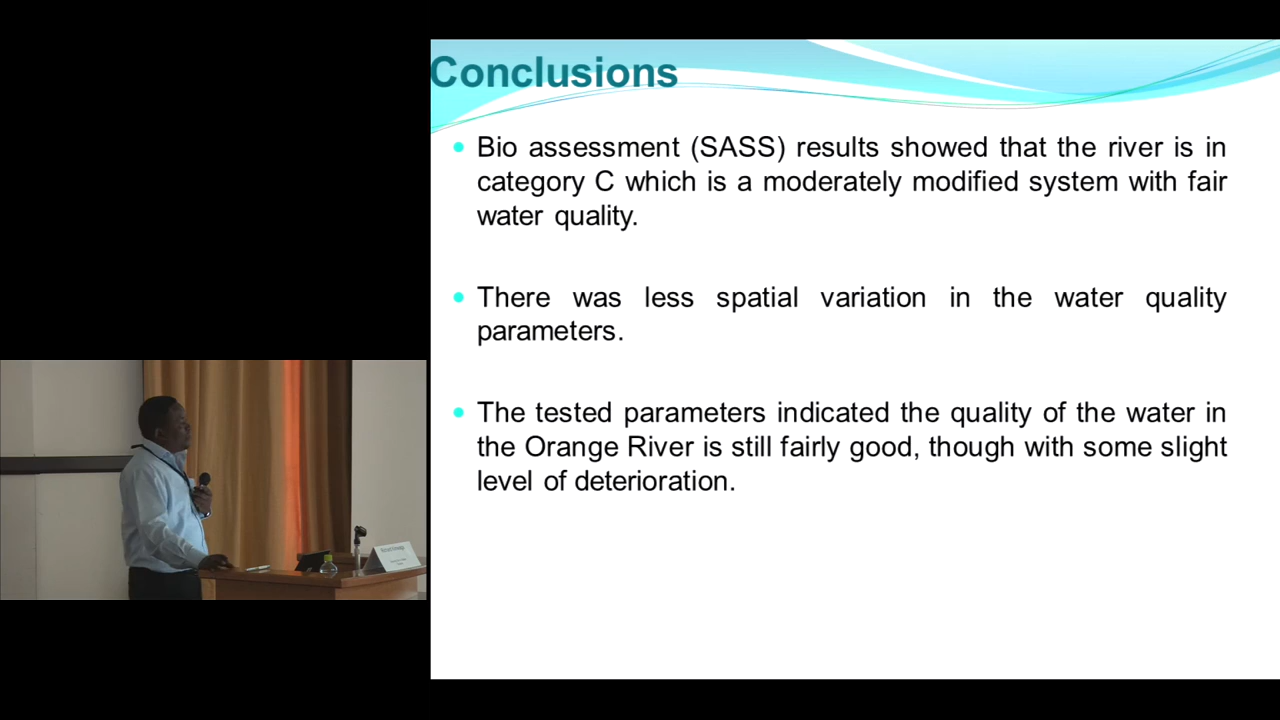 Conclusions
Bio assessment (SASS) results showed that the river is in
category C which is a moderately modified system with fair
water quality.
There was less spatial variation in the water quality
parameters.
The tested parameters indicated the quality of the water in
the Orange River is still fairly good, though with some slight
level of deterioration.